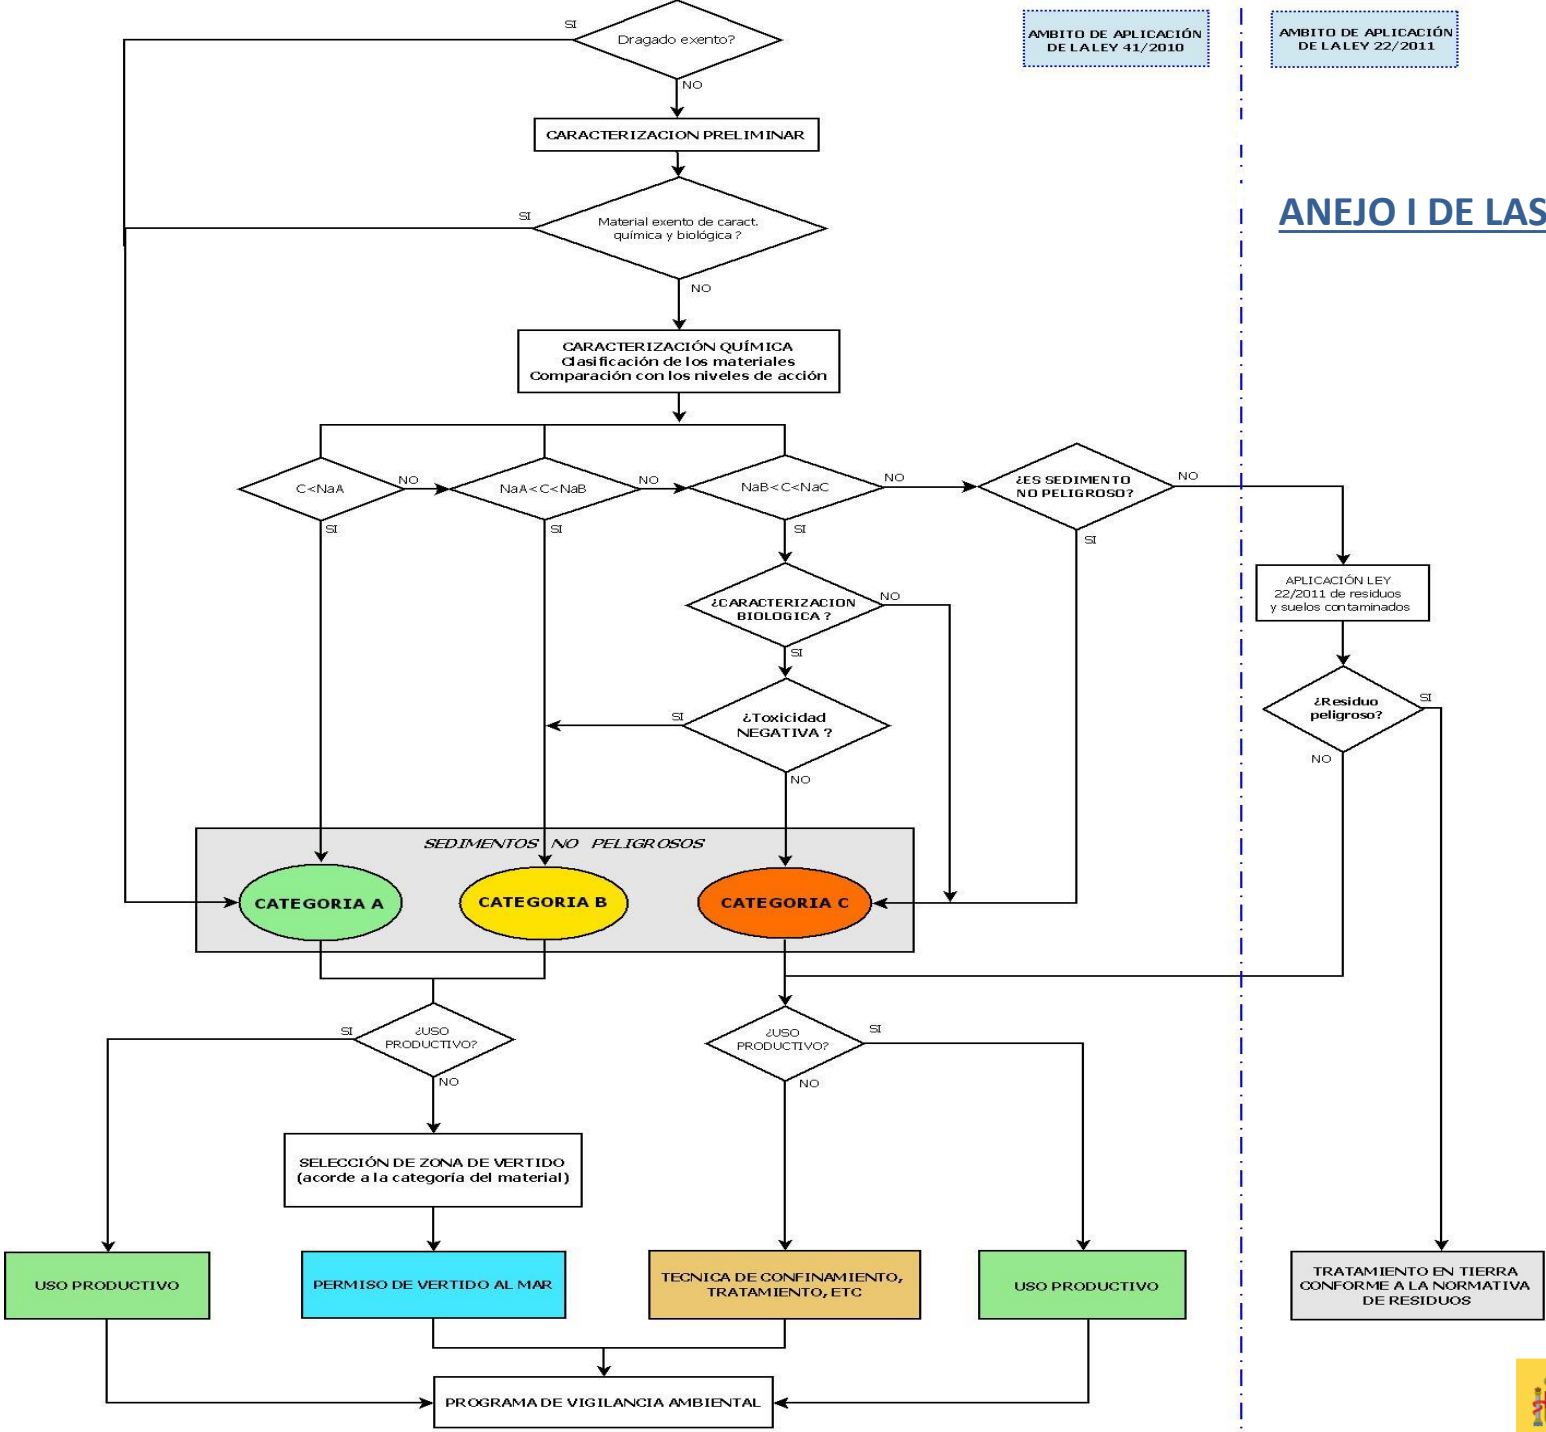 SI
Dragado exento?
NO
AMBITO DE APLICACIÓN
DE LA LEY 41/2010
AMBITO DE APLICACIÓN
DE LA LEY 22/2011
CARACTERIZACION PRELIMINAR
SI
Material exento de caract.
química y biológica ?
NO
ANEJO I DE LAS
CARACTERIZACIÓN QUÍMICA
Clasificación de los materiales
Comparación con los niveles de acción
C<NaA
NO
NaA<C<NaB
NO
NaB<C<NaC
NO
¿ES SEDIMENTO
NO PELIGROSO?
NO
SI
SI
SI
SI
¿CARACTERIZACION
BIOLOGICA ?
NO
SI
APLICACIÓN LEY
22/2011 de residuos
y suelos contaminados
SI
¿Toxicidad
NEGATIVA ?
NO
¿Residuo
peligroso?
SI
NO
SEDIMENTOS NO PELIGROSOS
CATEGORIA A
CATEGORIA B
CATEGORIA C
SI
¿USO
PRODUCTIVO?
NO
¿USO
PRODUCTIVO?
SI
NO
SELECCIÓN DE ZONA DE VERTIDO
(acorde a la categoría del material)
USO PRODUCTIVO
PERMISO DE VERTIDO AL MAR
TECNICA DE CONFINAMIENTO,
TRATAMIENTO, ETC
USO PRODUCTIVO
TRATAMIENTO EN TIERRA
CONFORME A LA NORMATIVA
DE RESIDUOS
PROGRAMA DE VIGILANCIA AMBIENTAL